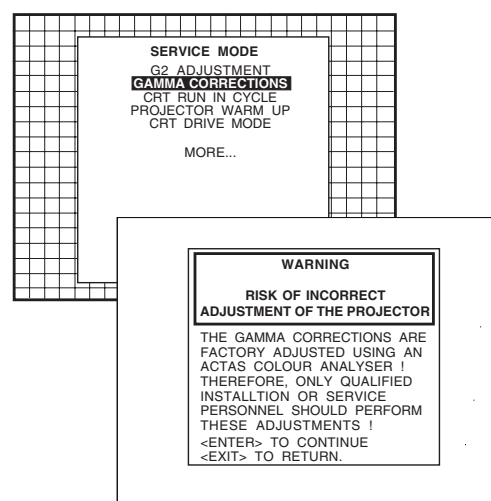 SERVICE MODE
G2 ADJUSTMENT
GAMMA CORRECTIONS
CRT RUN IN CYCLE
PROJECTOR WARM UP
CRT DRIVE MODE
MORE...
WARNING
RISK OF INCORRECT
ADJUSTMENT OF THE PROJECTOR
THE GAMMA CORRECTIONS ARE
FACTORY ADJUSTED USING AN
ACTAS COLOUR ANALYSER !
THEREFORE, ONLY QUALIFIED
INSTALLTION OR SERVICE
PERSONNEL SHOULD PERFORM
THESE ADJUSTMENTS !
<ENTER> TO CONTINUE
<EXIT> TO RETURN.